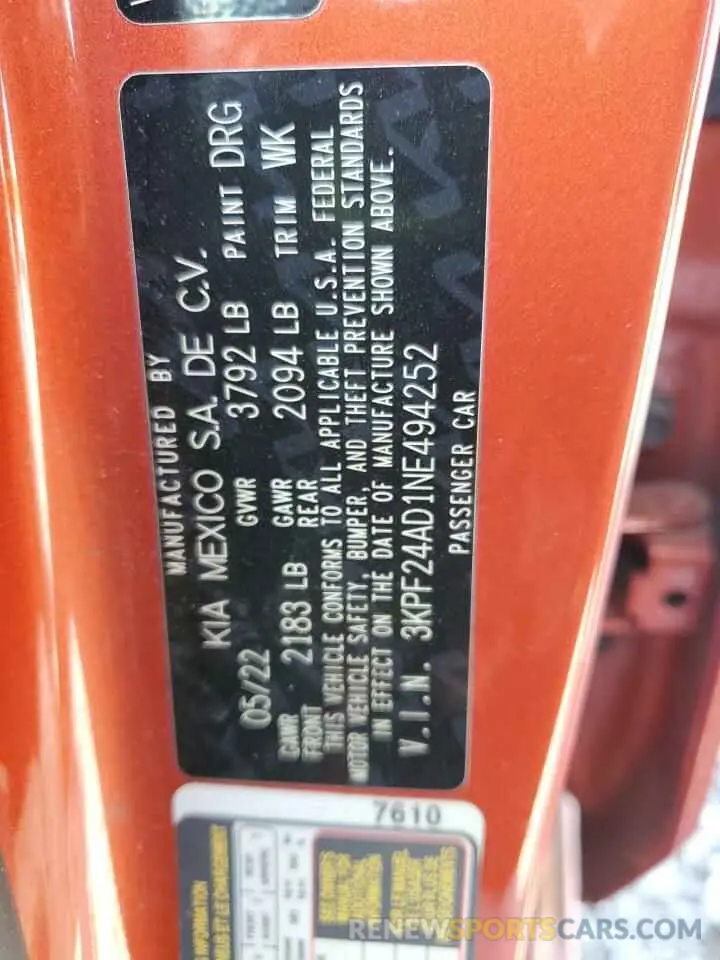 MANUFACTURED BY
KIA MEXICO S.A. DE C.V.
05/22 GVWR 3792 LB PAINT DRG
GAWR FRONT 2183 LB GAWR REAR 2094 LB TRIM WK
THIS VEHICLE CONFORMS TO ALL APPLICABLE U.S.A. FEDERAL
MOTOR VEHICLE SAFETY, BUMPER, AND THEFT PREVENTION STANDARDS
IN EFFECT ON THE DATE OF MANUFACTURE SHOWN ABOVE.
V.I.N. 3KPF24AD1NE494252
PASSENGER CAR
7610
INFORMATION
RENEWSPORTSCARS.COM